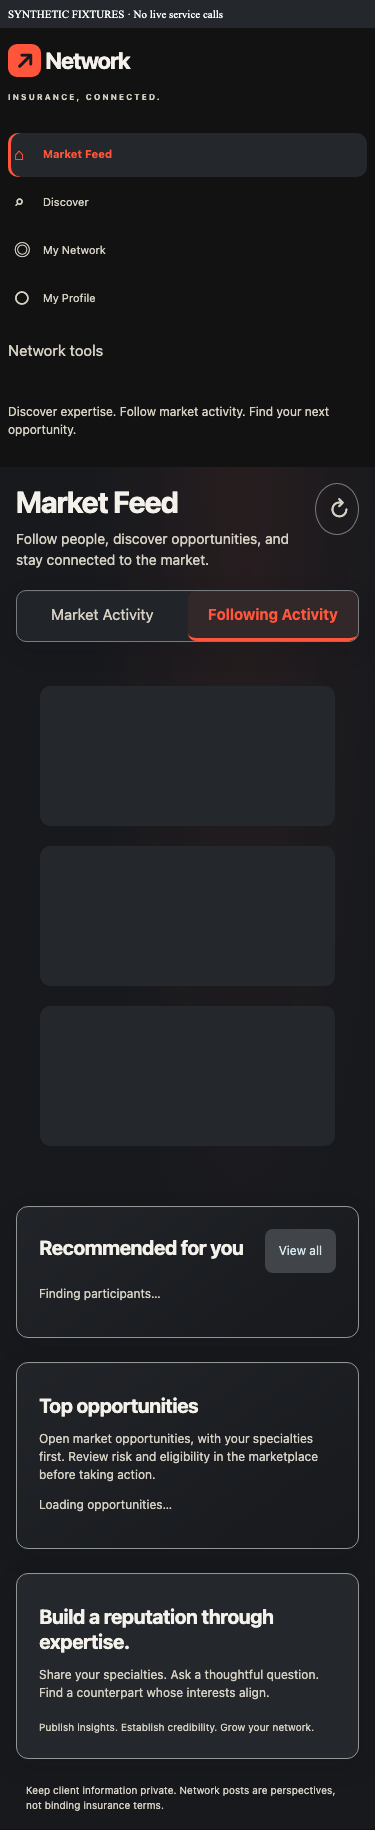 SYNTHETIC FIXTURES · No live service calls
Network
INSURANCE, CONNECTED.
Market Feed
Discover
My Network
My Profile
Network tools
Discover expertise. Follow market activity. Find your next
opportunity.
Market Feed
Follow people, discover opportunities, and
stay connected to the market.
Market Activity
Following Activity
Recommended for you
View all
Finding participants...
Top opportunities
Open market opportunities, with your specialties
first. Review risk and eligibility in the marketplace
before taking action.
Loading opportunities...
Build a reputation through
expertise.
Share your specialties. Ask a thoughtful question.
Find a counterpart whose interests align.
Publish insights. Establish credibility. Grow your network.
Keep client information private. Network posts are perspectives,
not binding insurance terms.